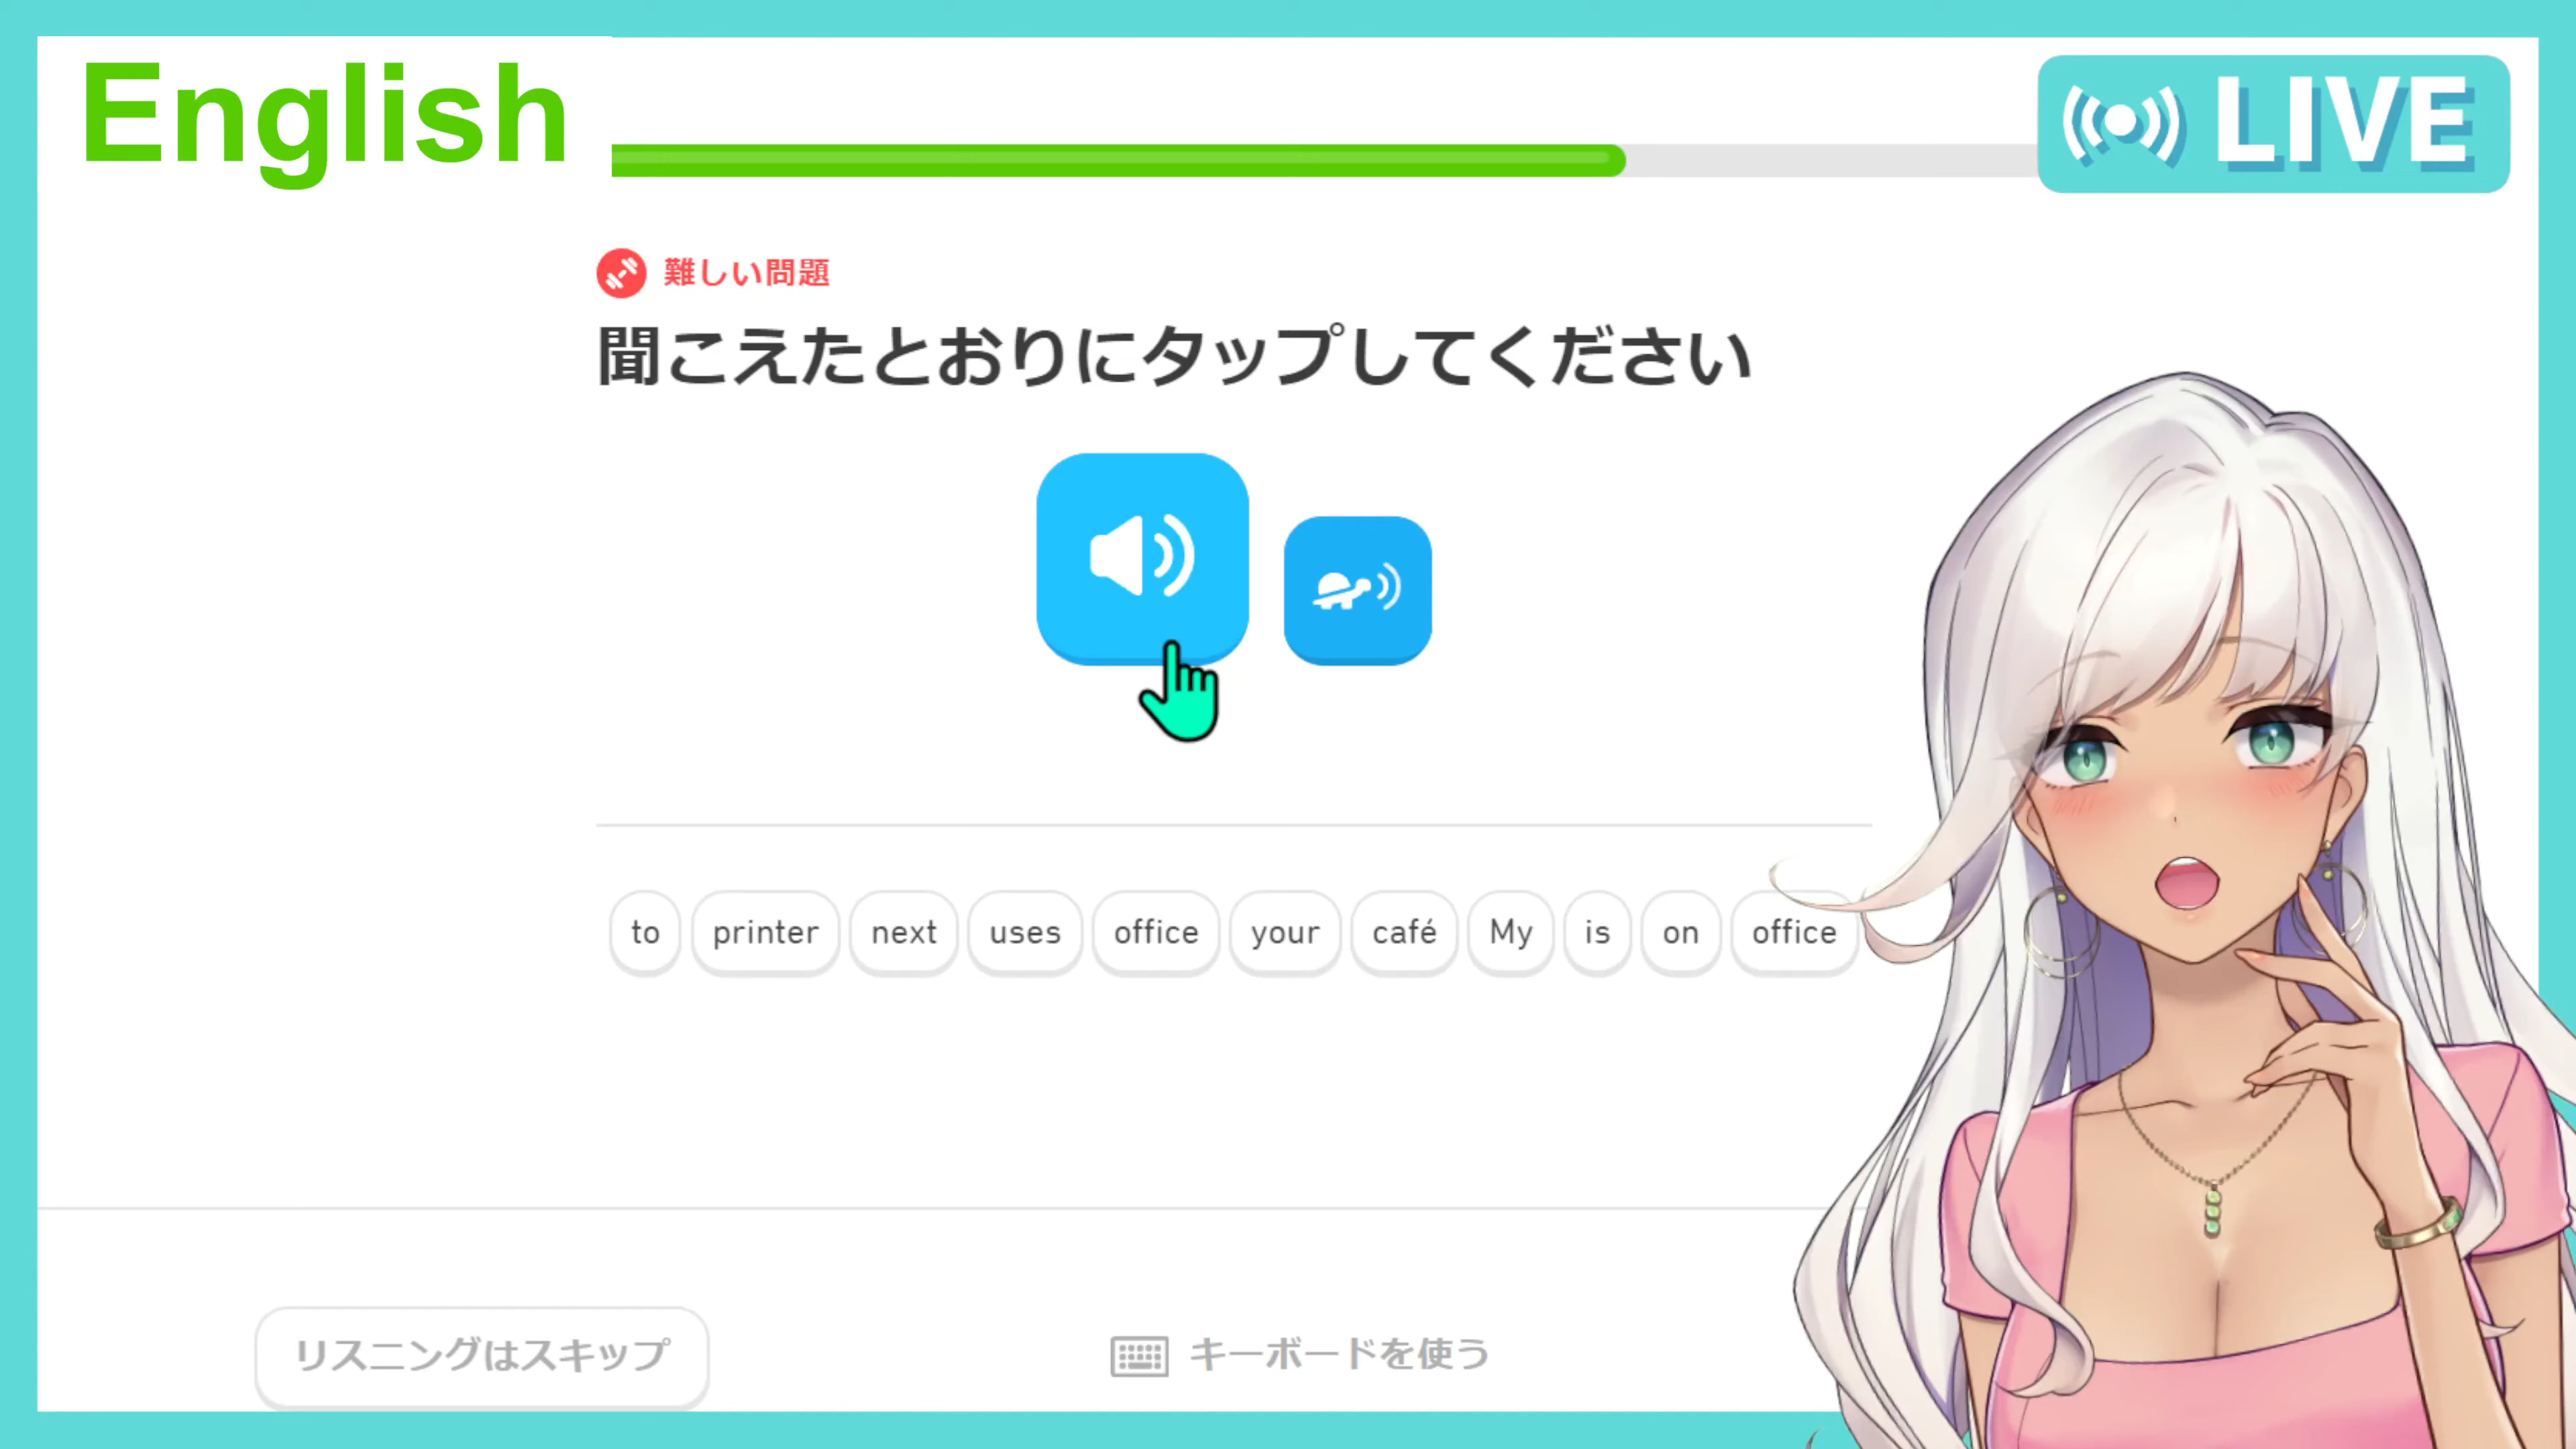 English
LIVE
難しい問題
聞こえたとおりにタップしてください
to printer next uses office your café My is on office
リスニングはスキップ
キーボードを使う